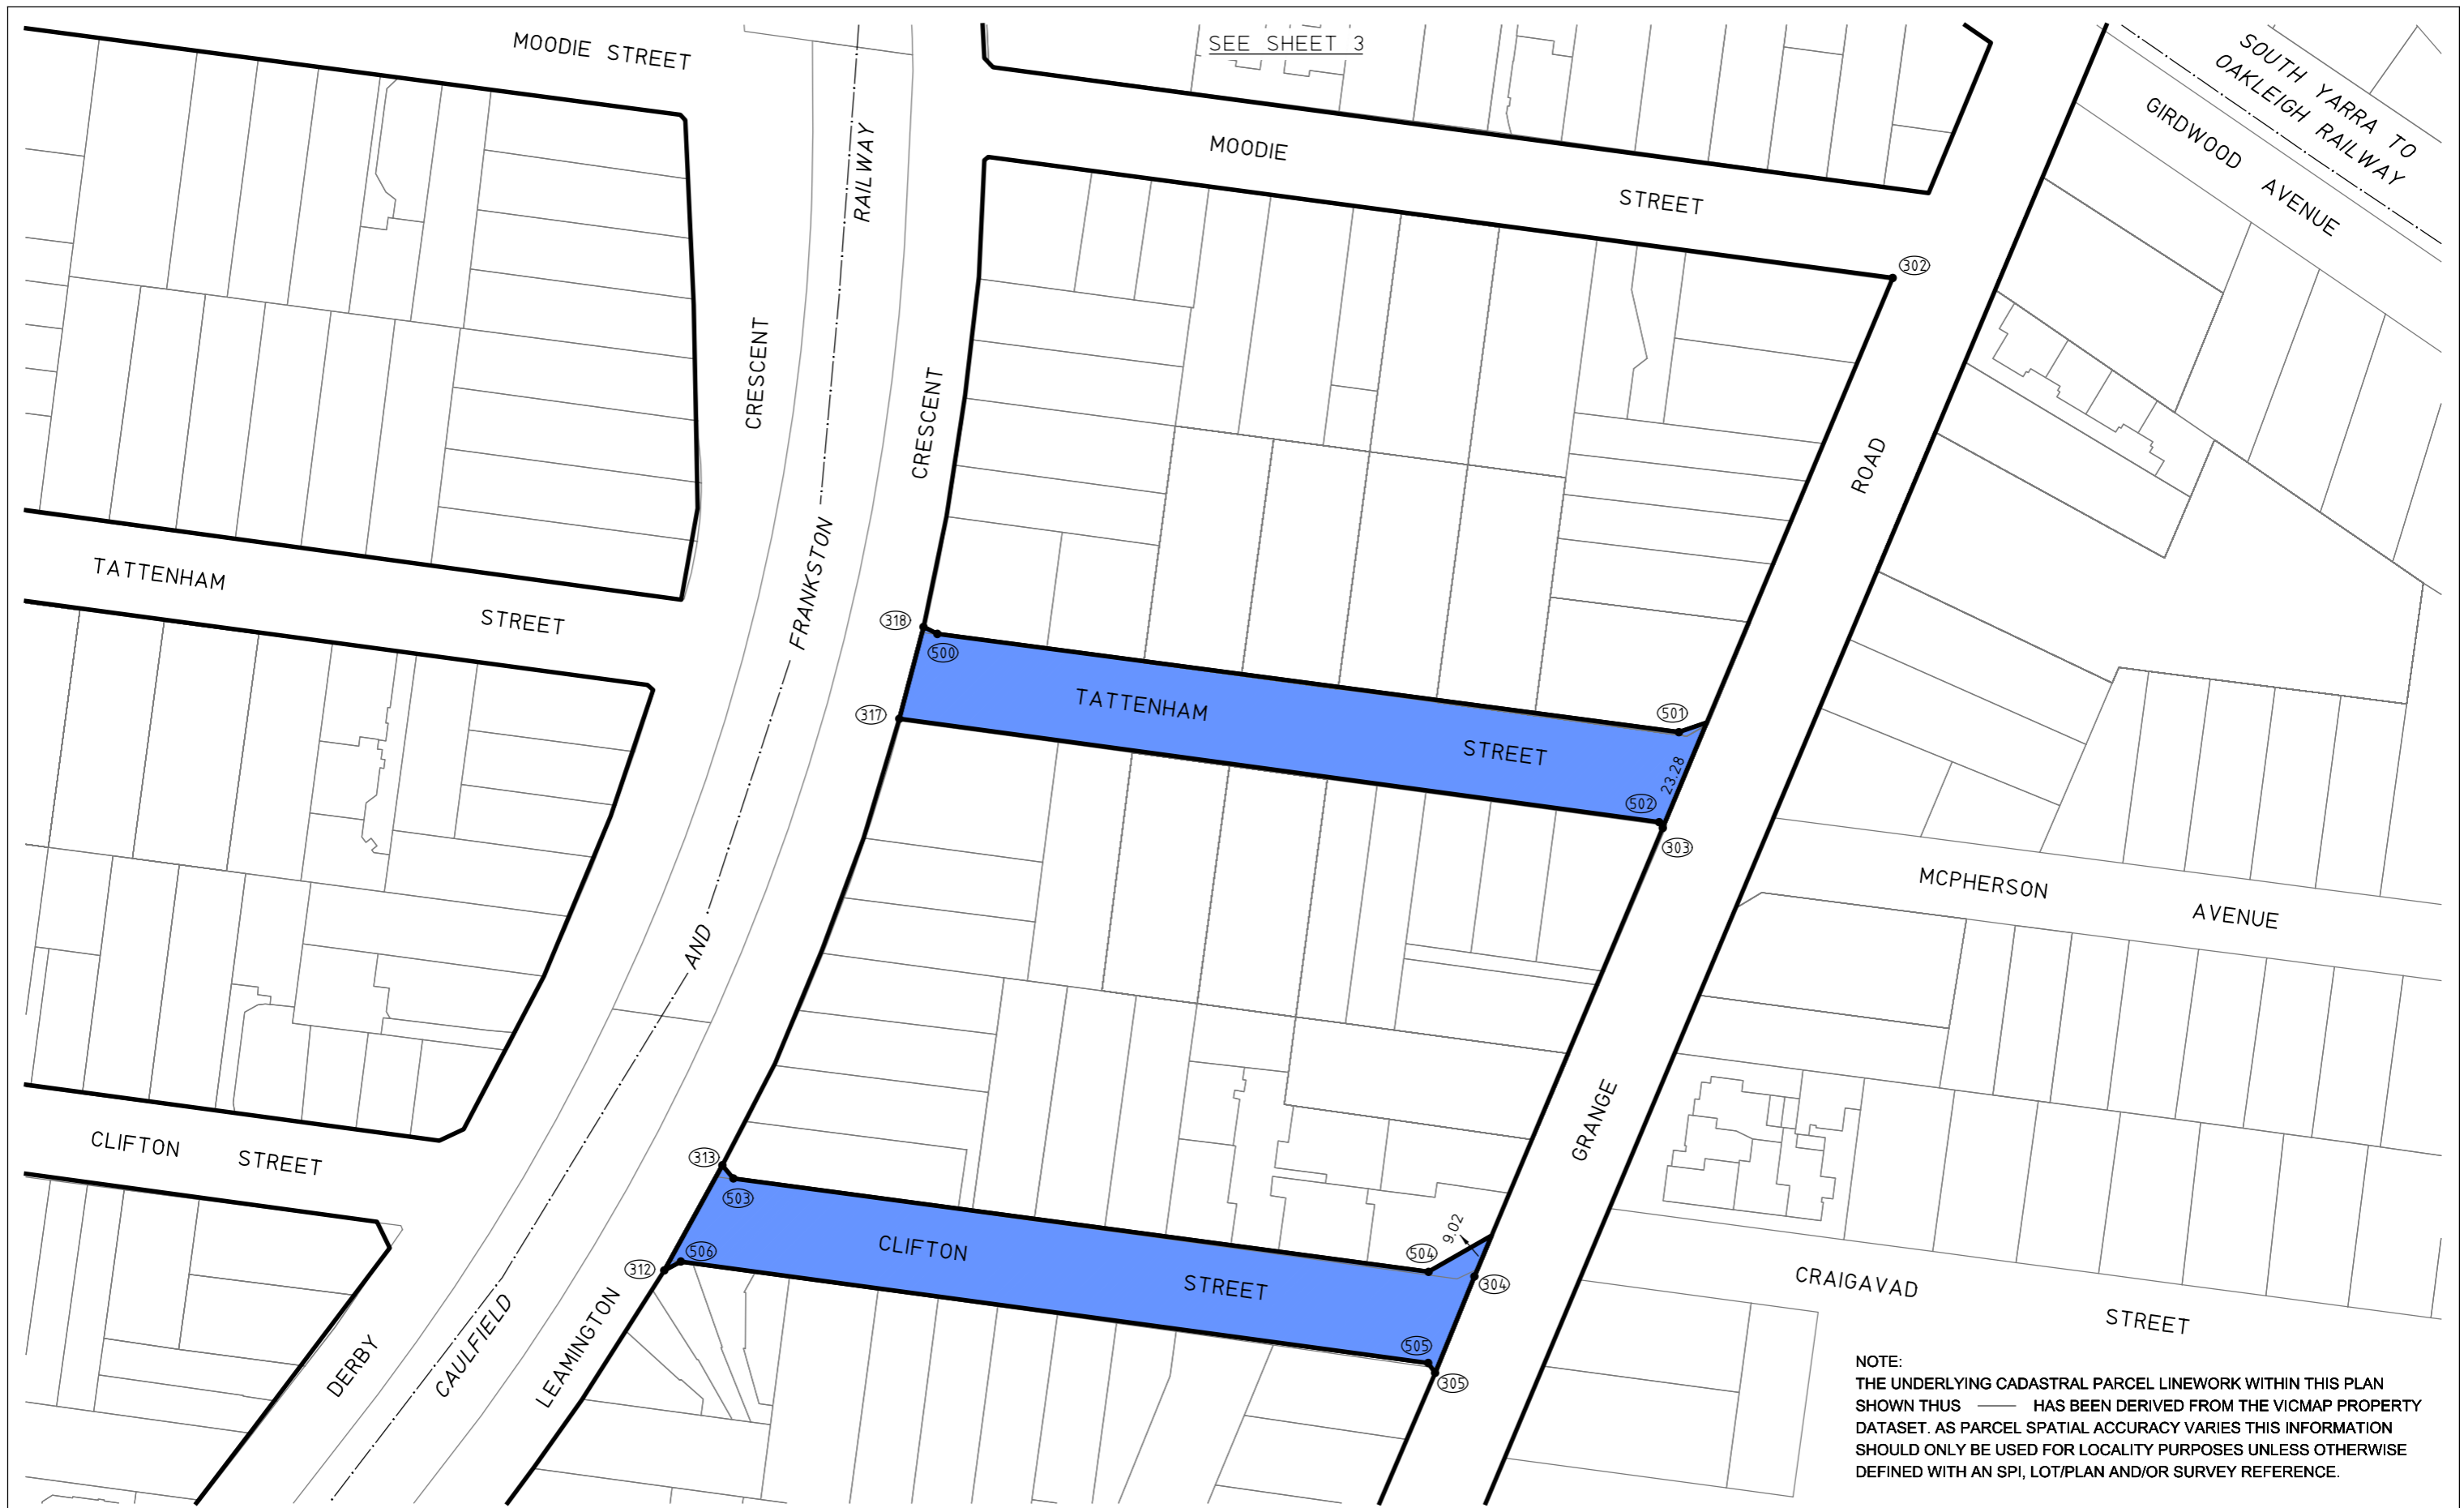 MOODIE STREET
SEE SHEET 3
SOUTH YARRA TO
OAKLEIGH RAILWAY
GIRDWOOD AVENUE
MOODIE
STREET
RAILWAY
302
CRESCENT
CRESCENT
ROAD
FRANKSTON
TATTENHAM
STREET
318
500
317
TATTENHAM
STREET
501
23.28
502
303
MCPHERSON
AVENUE
AND
GRANGE
CLIFTON
STREET
313
503
506
312
CLIFTON
STREET
9.02
504
304
505
305
CRAIGAVAD
STREET
DERBY
CAULFIELD
LEAMINGTON
NOTE:
THE UNDERLYING CADASTRAL PARCEL LINEWORK WITHIN THIS PLAN
SHOWN THUS HAS BEEN DERIVED FROM THE VICMAP PROPERTY
DATASET. AS PARCEL SPATIAL ACCURACY VARIES THIS INFORMATION
SHOULD ONLY BE USED FOR LOCALITY PURPOSES UNLESS OTHERWISE
DEFINED WITH AN SPI, LOT/PLAN AND/OR SURVEY REFERENCE.